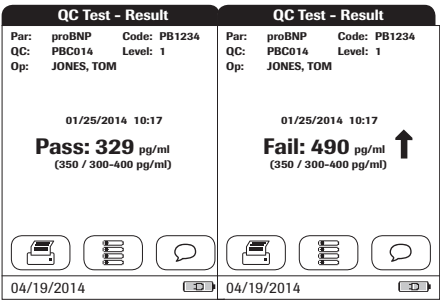 QC Test - Result
Par: proBNP Code: PB1234
QC: PBC014 Level: 1
Op: JONES, TOM
01/25/2014 10:17
Pass: 329 pg/ml
(350 / 300-400 pg/ml)
04/19/2014
QC Test - Result
Par: proBNP Code: PB1234
QC: PBC014 Level: 1
Op: JONES, TOM
01/25/2014 10:17
Fail: 490 pg/ml
(350 / 300-400 pg/ml)
04/19/2014